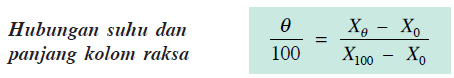 Hubungan suhu dan
panjang kolom raksa
θ/100 = (X_θ − X_0)/(X_100 − X_0)